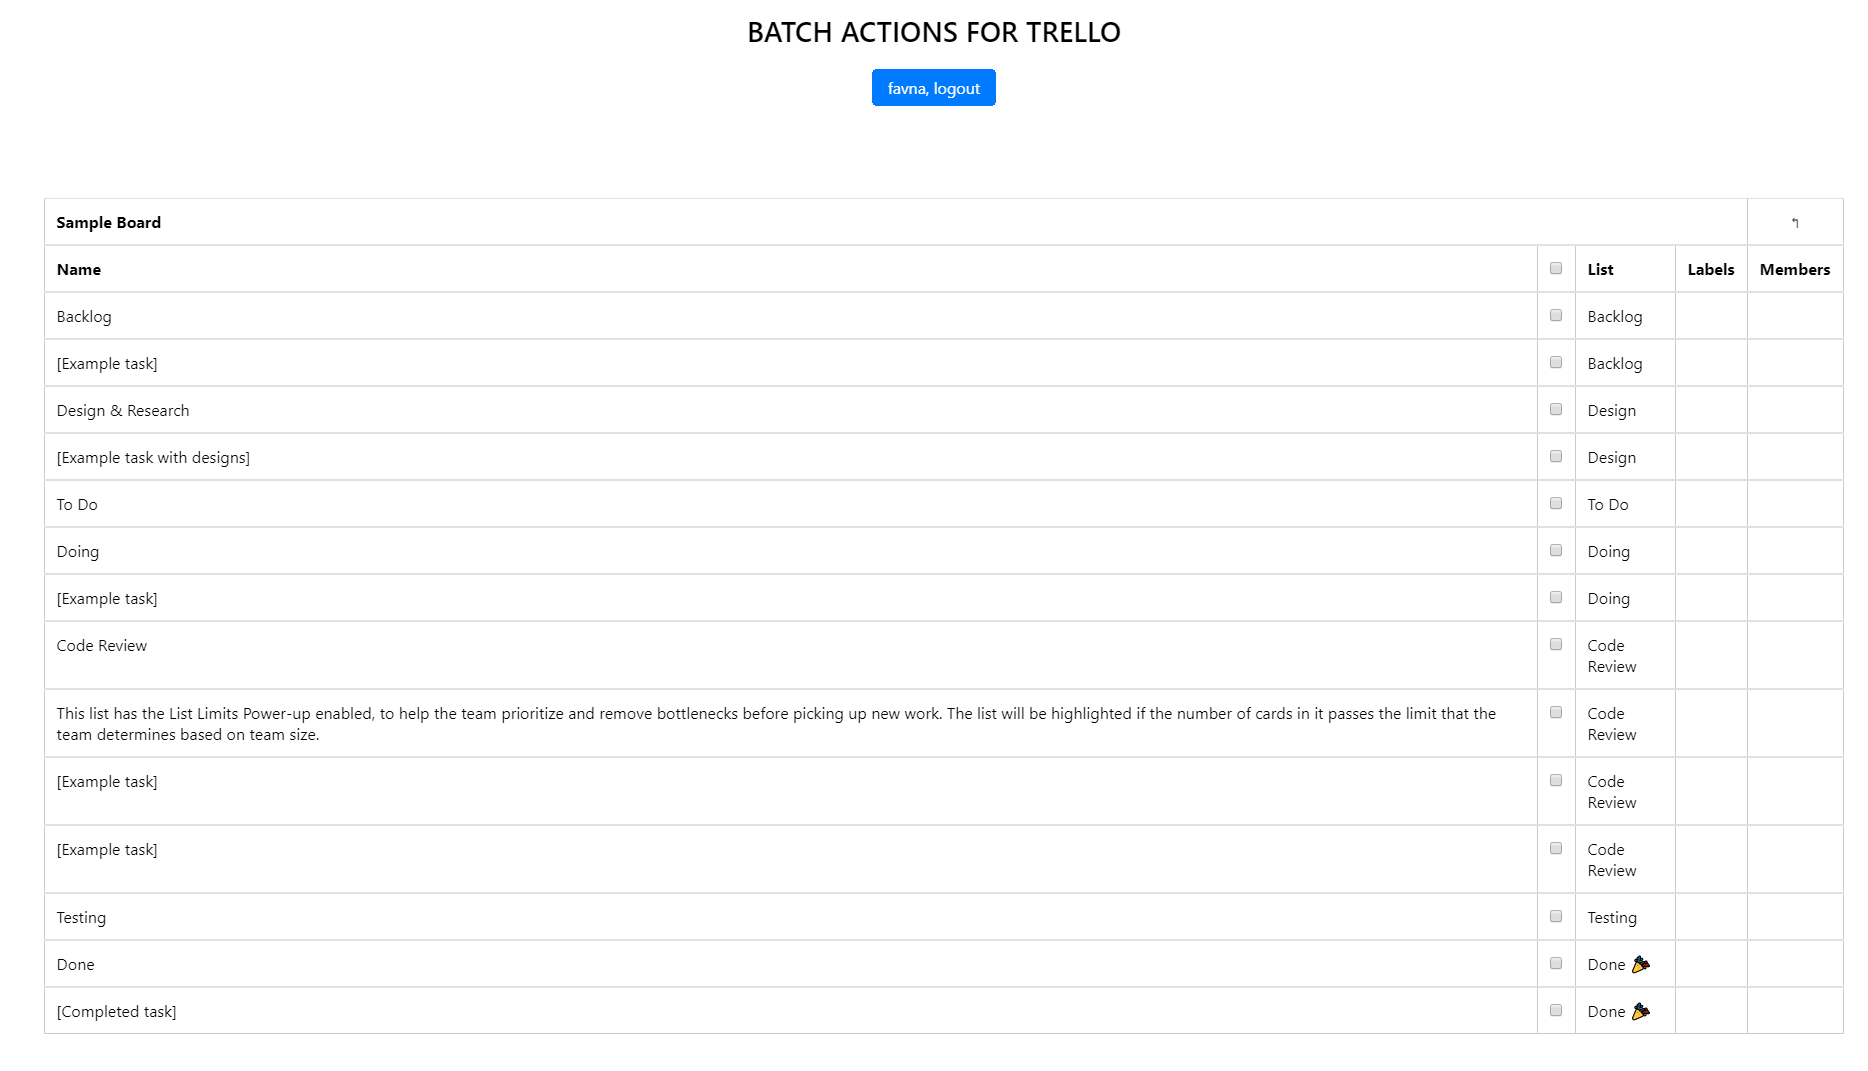 BATCH ACTIONS FOR TRELLO
favna, logout
Sample Board ↰
Name List Labels Members
Backlog Backlog
[Example task] Backlog
Design & Research Design
[Example task with designs] Design
To Do To Do
Doing Doing
[Example task] Doing
Code Review Code
Review
This list has the List Limits Power-up enabled, to help the team prioritize and remove bottlenecks before picking up new work. The list will be highlighted if the number of cards in it passes the limit that the Code
team determines based on team size. Review
[Example task] Code
Review
[Example task] Code
Review
Testing Testing
Done Done 🎉
[Completed task] Done 🎉